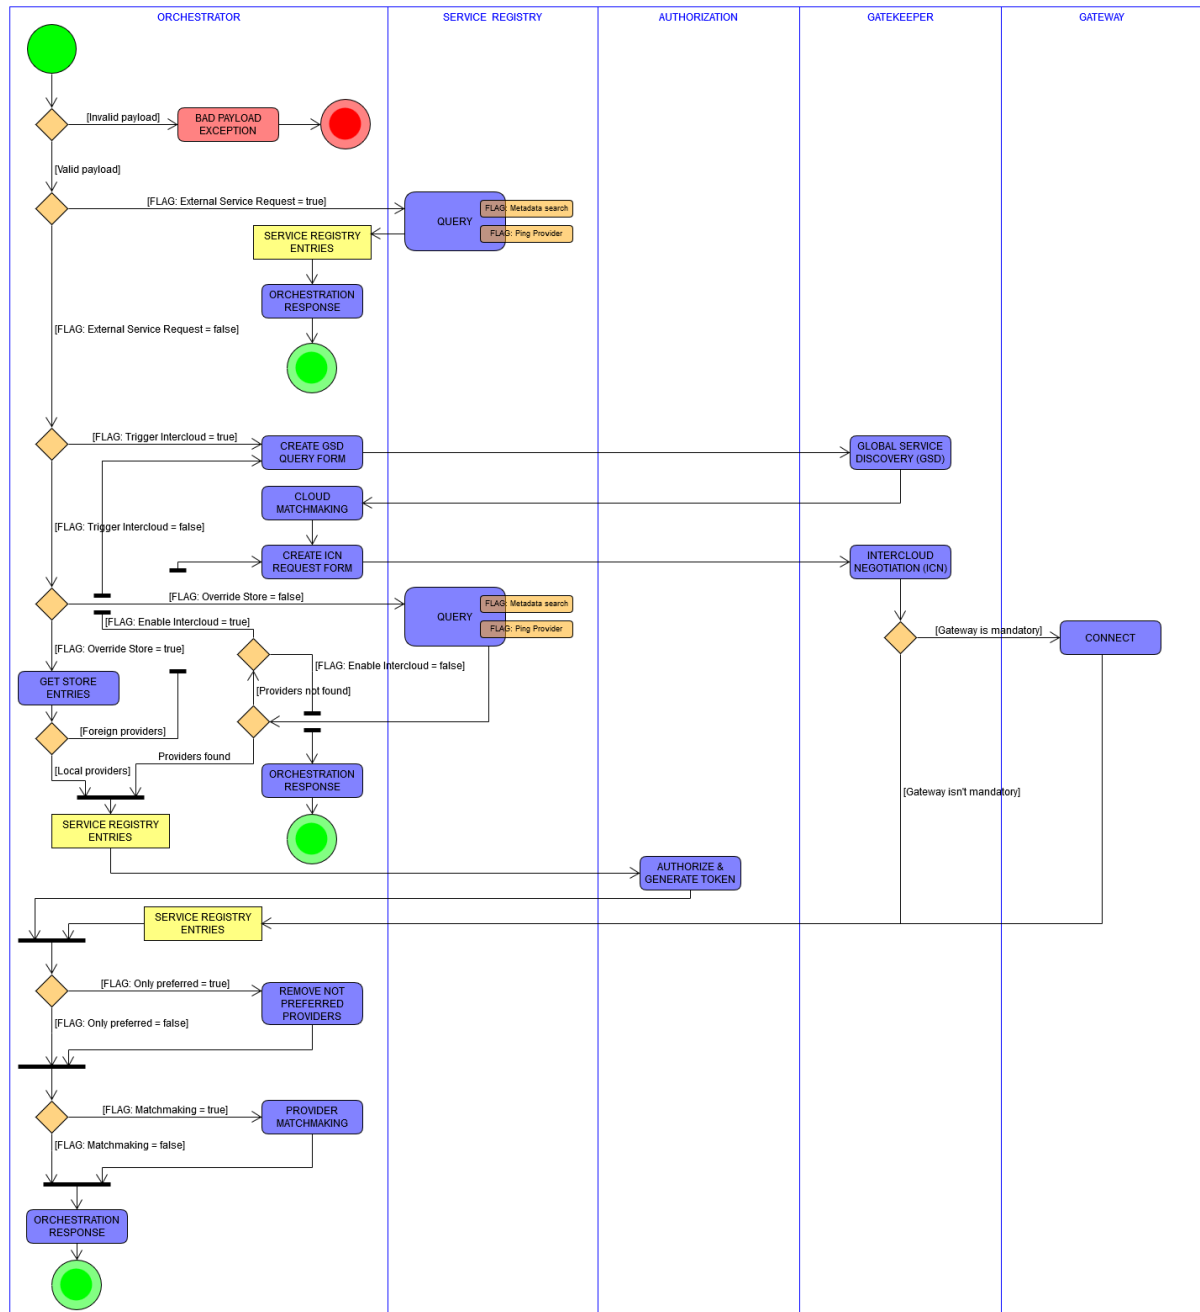 ORCHESTRATOR
SERVICE REGISTRY
AUTHORIZATION
GATEKEEPER
GATEWAY
[Invalid payload]
BAD PAYLOAD
EXCEPTION
[Valid payload]
[FLAG: External Service Request = true]
QUERY
FLAG: Metadata search
FLAG: Ping Provider
SERVICE REGISTRY
ENTRIES
ORCHESTRATION
RESPONSE
[FLAG: External Service Request = false]
[FLAG: Trigger Intercloud = true]
CREATE GSD
QUERY FORM
GLOBAL SERVICE
DISCOVERY (GSD)
CLOUD
MATCHMAKING
[FLAG: Trigger Intercloud = false]
CREATE ICN
REQUEST FORM
INTERCLOUD
NEGOTIATION (ICN)
[FLAG: Override Store = false]
QUERY
FLAG: Metadata search
FLAG: Ping Provider
[FLAG: Enable Intercloud = true]
[Gateway is mandatory]
CONNECT
[FLAG: Override Store = true]
[FLAG: Enable Intercloud = false]
GET STORE
ENTRIES
[Providers not found]
[Foreign providers]
Providers found
[Local providers]
ORCHESTRATION
RESPONSE
[Gateway isn't mandatory]
SERVICE REGISTRY
ENTRIES
AUTHORIZE &
GENERATE TOKEN
SERVICE REGISTRY
ENTRIES
[FLAG: Only preferred = true]
REMOVE NOT
PREFERRED
PROVIDERS
[FLAG: Only preferred = false]
[FLAG: Matchmaking = true]
PROVIDER
MATCHMAKING
[FLAG: Matchmaking = false]
ORCHESTRATION
RESPONSE